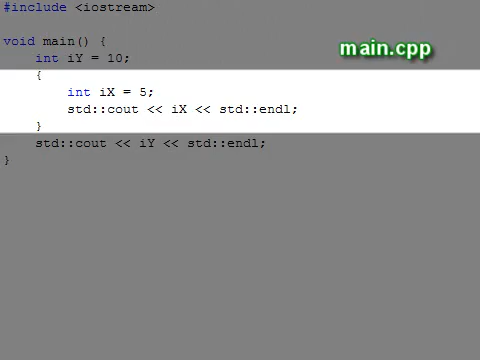 #include <iostream>
void main() {
main.cpp
    int iY = 10;
    {
        int iX = 5;
        std::cout << iX << std::endl;
    }
    std::cout << iY << std::endl;
}